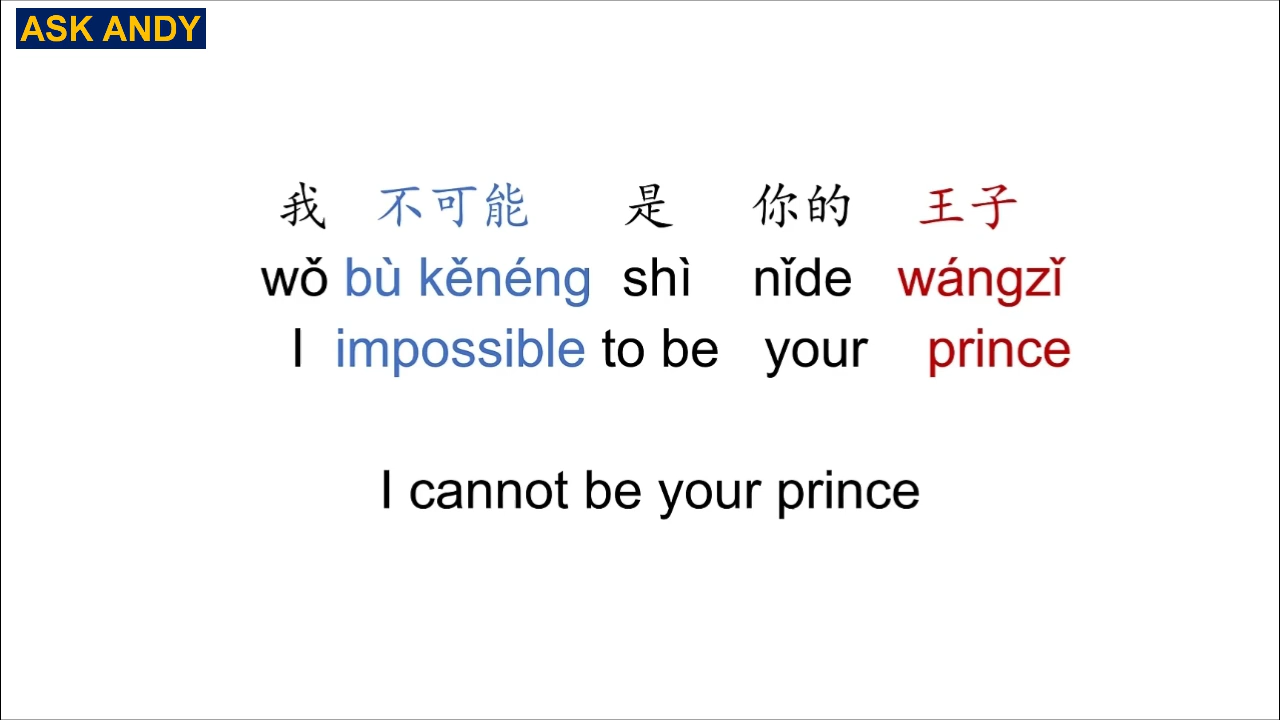 ASK ANDY
我 不可能 是 你的 王子
wǒ bù kěnéng shì nǐde wángzǐ
I impossible to be your prince
I cannot be your prince